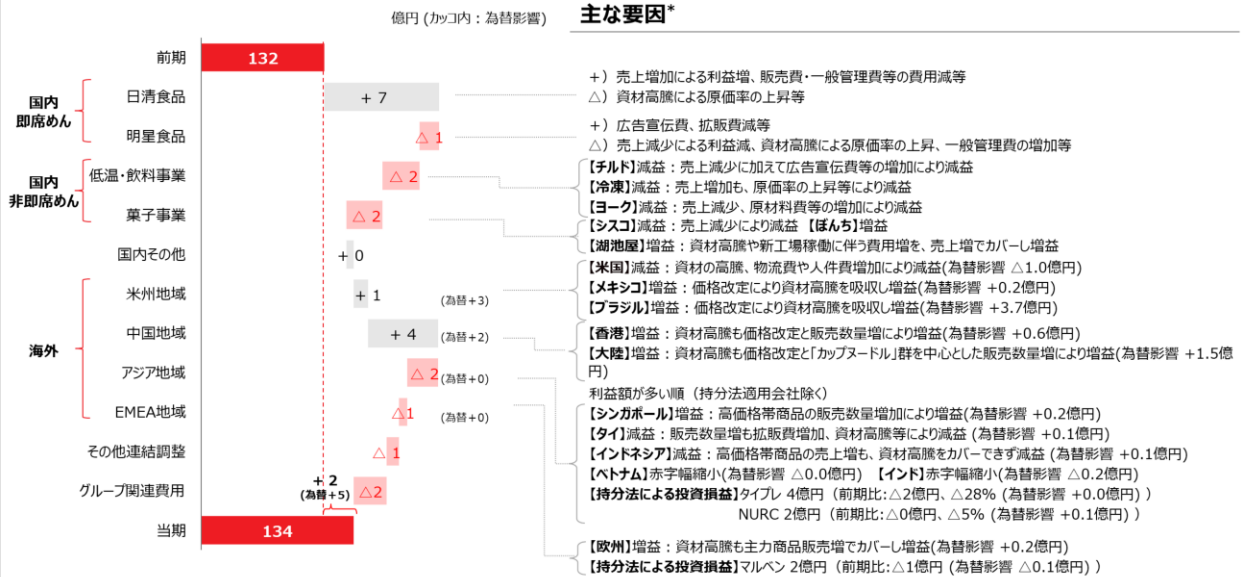 億円 (カッコ内：為替影響)
主な要因*
前期
132
国内
即席めん
日清食品
+ 7
＋）売上増加による利益増、販売費・一般管理費等の費用減等
△）資材高騰による原価率の上昇等
明星食品
△ 1
＋）広告宣伝費、拡販費減等
△）売上減少による利益減、資材高騰による原価率の上昇、一般管理費の増加等
国内
非即席めん
低温・飲料事業
△ 2
【チルド】減益：売上減少に加えて広告宣伝費等の増加により減益
【冷凍】減益：売上増加も、原価率の上昇等により減益
【ヨーク】減益：売上減少、原材料費等の増加により減益
菓子事業
△ 2
【シスコ】減益：売上減少により減益 【ぼんち】増益
【湖池屋】増益：資材高騰や新工場稼働に伴う費用増を、売上増でカバーし増益
国内その他
+ 0
海外
米州地域
+ 1
(為替+3)
【米国】減益：資材の高騰、物流費や人件費増加により減益(為替影響 △1.0億円)
【メキシコ】増益：価格改定により資材高騰を吸収し増益(為替影響 +0.2億円)
【ブラジル】増益：価格改定により資材高騰を吸収し増益(為替影響 +3.7億円)
中国地域
+ 4
(為替+2)
【香港】増益：資材高騰も価格改定と販売数量増により増益(為替影響 +0.6億円)
【大陸】増益：資材高騰も価格改定と「カップヌードル」群を中心とした販売数量増により増益(為替影響 +1.5億
円)
アジア地域
△ 2
(為替+0)
利益額が多い順（持分法適用会社除く）
【シンガポール】増益：高価格帯商品の販売数量増加により増益(為替影響 +0.2億円)
【タイ】減益：販売数量増も拡販費増加、資材高騰等により減益 (為替影響 +0.1億円)
【インドネシア】減益：高価格帯商品の売上増も、資材高騰をカバーできず減益 (為替影響 +0.1億円)
【ベトナム】赤字幅縮小(為替影響 △0.0億円) 【インド】赤字幅縮小(為替影響 △0.2億円)
【持分法による投資損益】タイプレ 4億円（前期比:△2億円、△28% (為替影響 +0.0億円) ）
NURC 2億円（前期比:△0億円、△5% (為替影響 +0.1億円) ）
EMEA地域
△1
(為替+0)
【欧州】増益：資材高騰も主力商品販売増でカバーし増益(為替影響 +0.2億円)
【持分法による投資損益】マルベン 2億円（前期比:△1億円 (為替影響 △0.1億円) ）
その他連結調整
△ 1
グループ関連費用
△2
+ 2
(為替+5)
当期
134